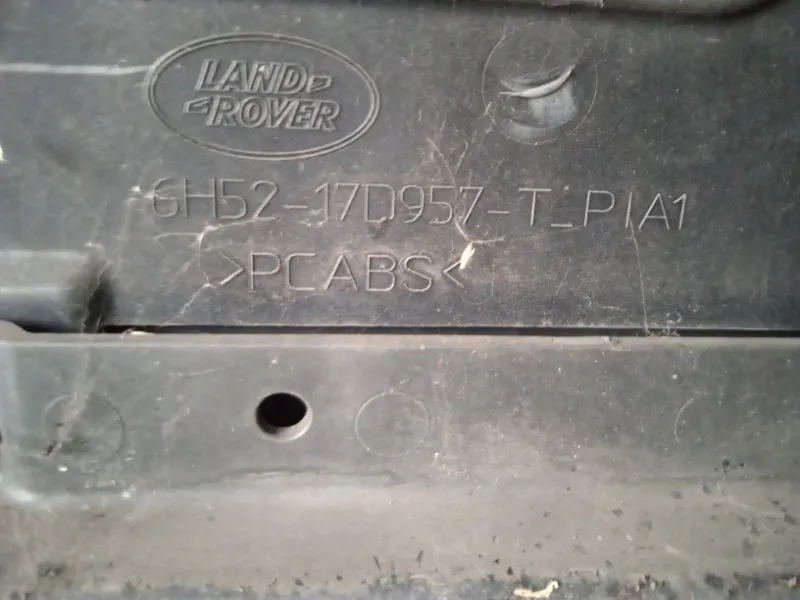 LAND
ROVER
6H52-17D957-T_PIA1
>PCABS<